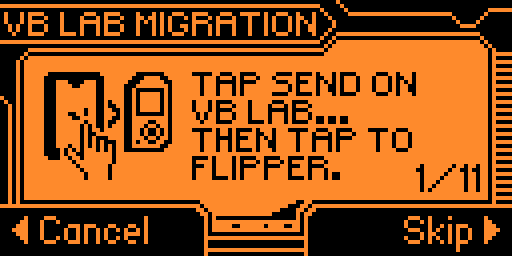 VB LAB MIGRATION
TAP SEND ON
VB LAB...
THEN TAP TO
FLIPPER.
1/11
Cancel
Skip